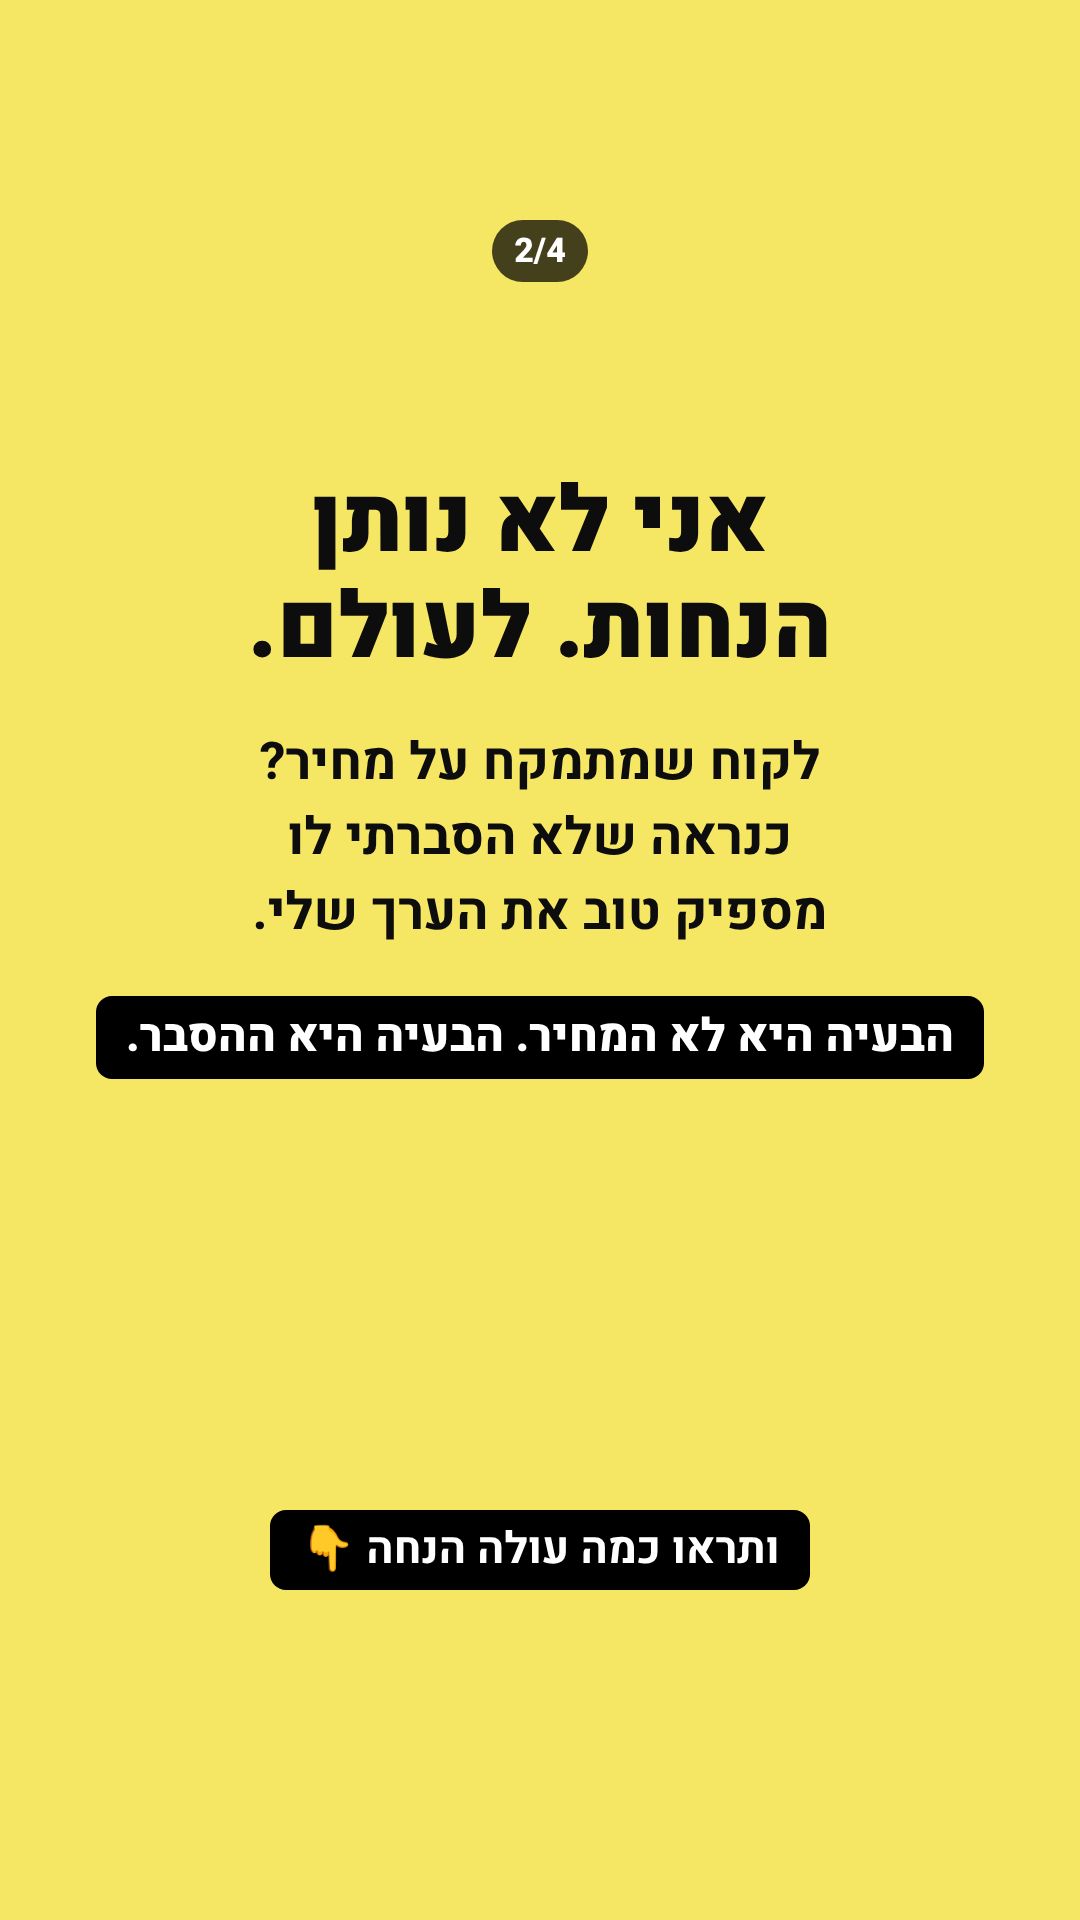 2/4
אני לא נותן
הנחות. לעולם.
לקוח שמתמקח על מחיר?
כנראה שלא הסברתי לו
מספיק טוב את הערך שלי.
הבעיה היא לא המחיר. הבעיה היא ההסבר.
ותראו כמה עולה הנחה 👇